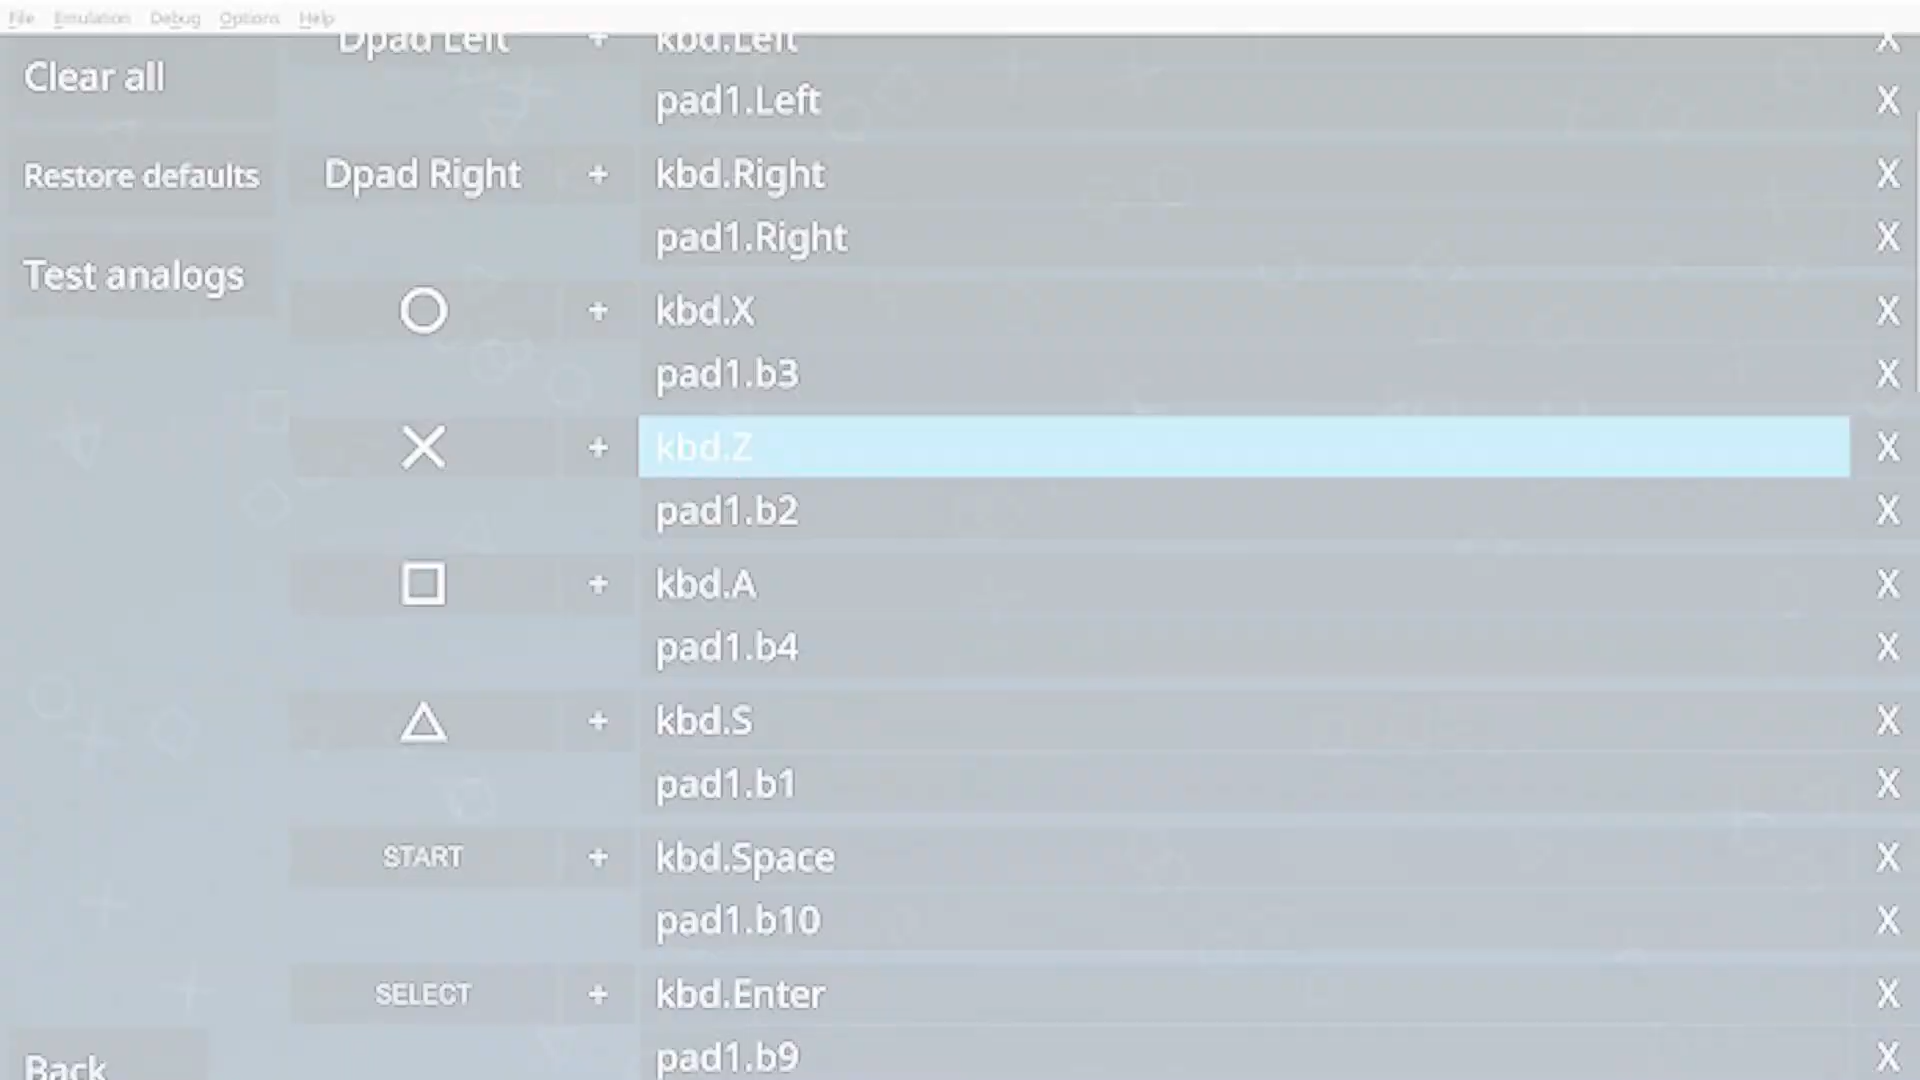 File Emulation Debug Options Help
Dpad Left + kbd.Left X
Clear all
pad1.Left X
Restore defaults
Dpad Right + kbd.Right X
pad1.Right X
Test analogs
+ kbd.X X
pad1.b3 X
+ kbd.Z X
pad1.b2 X
+ kbd.A X
pad1.b4 X
+ kbd.S X
pad1.b1 X
START + kbd.Space X
pad1.b10 X
SELECT + kbd.Enter X
pad1.b9 X
Back